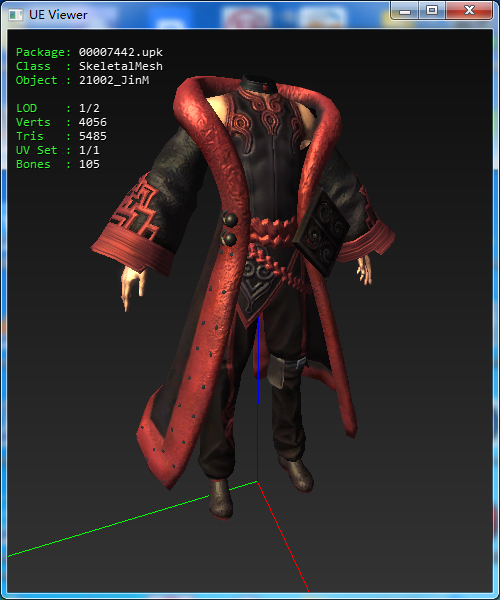 UE Viewer
Package: 00007442.upk
Class : SkeletalMesh
Object : 21002_JinM
LOD : 1/2
Verts : 4056
Tris : 5485
UV Set : 1/1
Bones : 105